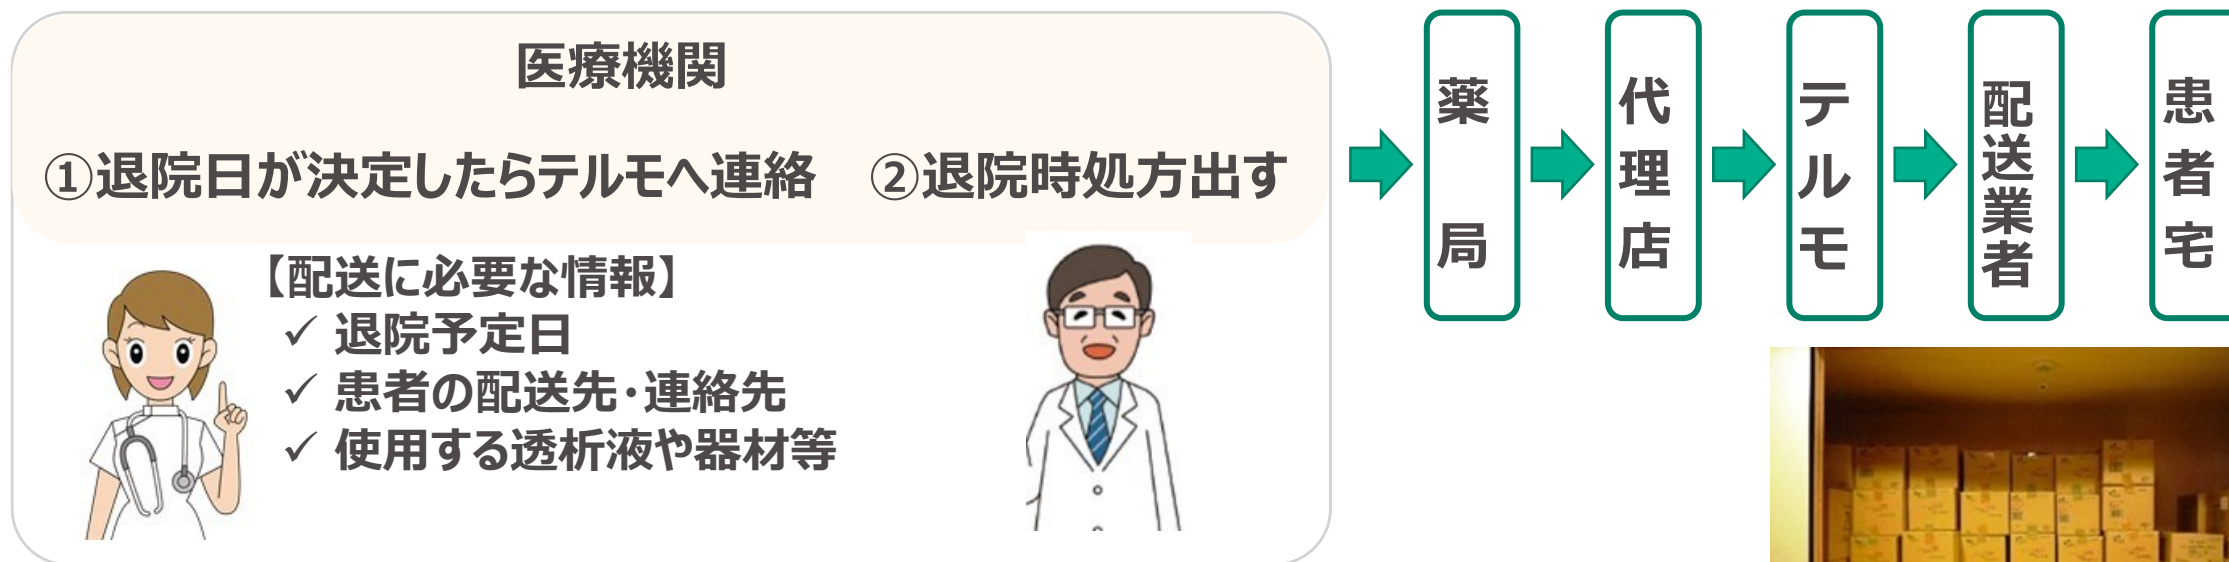 医療機関
①退院日が決定したらテルモへ連絡 ②退院時処方出す
【配送に必要な情報】
✓ 退院予定日
✓ 患者の配送先・連絡先
✓ 使用する透析液や器材等
薬局
代理店
テルモ
配送業者
患者宅